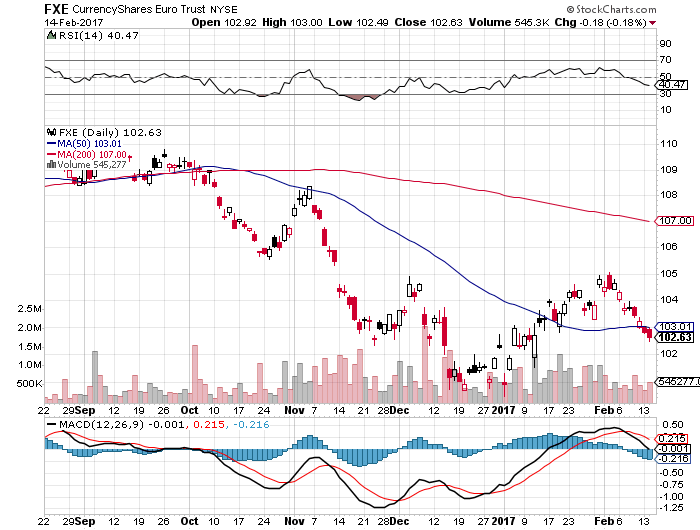 FXE CurrencyShares Euro Trust NYSE © StockCharts.com
14-Feb-2017 Open 102.92 High 103.00 Low 102.49 Close 102.63 Volume 545.3K Chg -0.18 (-0.18%)
RSI(14) 40.47
90
70
50
40.47
30
10
FXE (Daily) 102.63
MA(50) 103.01
MA(200) 107.00
Volume 545,277
110
109
108
107.00
106
105
104
103.01
102.63
102
545277.0
2.5M
2.0M
1.5M
1.0M
500K
22 29 Sep 12 19 26 Oct 10 17 24 Nov 7 14 21 28 Dec 12 19 27 2017 9 17 23 Feb 6 13
MACD(12,26,9) -0.001, 0.215, -0.216
0.50
0.215
-0.001
-0.216
-0.50
-0.75
-1.00
-1.25
22 29 Sep 12 19 26 Oct 10 17 24 Nov 7 14 21 28 Dec 12 19 27 2017 9 17 23 Feb 6 13